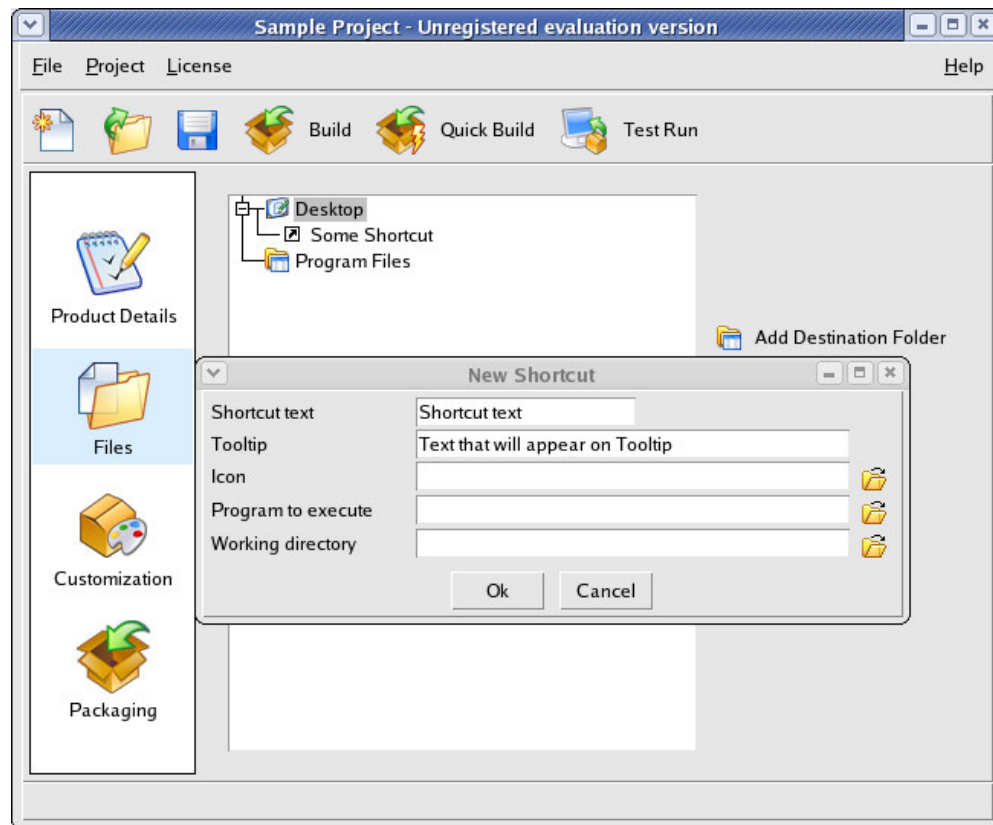 Sample Project - Unregistered evaluation version
File Project License Help
Build Quick Build Test Run
Desktop
Some Shortcut
Program Files
Product Details
Add Destination Folder
Files
Customization
Packaging
New Shortcut
Shortcut text Shortcut text
Tooltip Text that will appear on Tooltip
Icon
Program to execute
Working directory
Ok Cancel